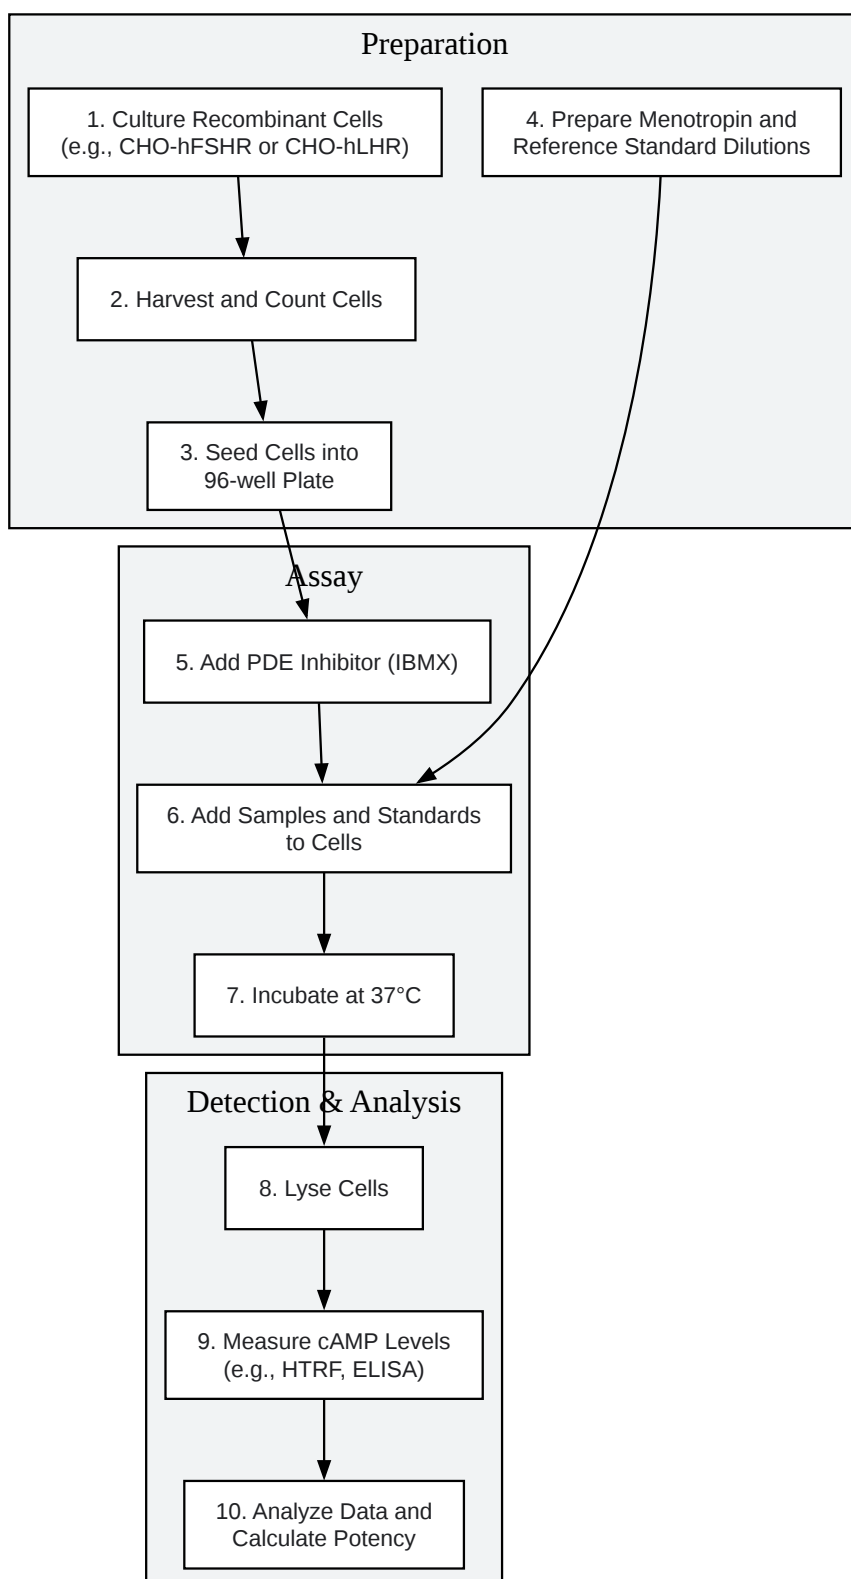 Preparation
1. Culture Recombinant Cells
(e.g., CHO-hFSHR or CHO-hLHR)
4. Prepare Menotropin and
Reference Standard Dilutions
2. Harvest and Count Cells
3. Seed Cells into
96-well Plate
Assay
5. Add PDE Inhibitor (IBMX)
6. Add Samples and Standards
to Cells
7. Incubate at 37°C
Detection & Analysis
8. Lyse Cells
9. Measure cAMP Levels
(e.g., HTRF, ELISA)
10. Analyze Data and
Calculate Potency